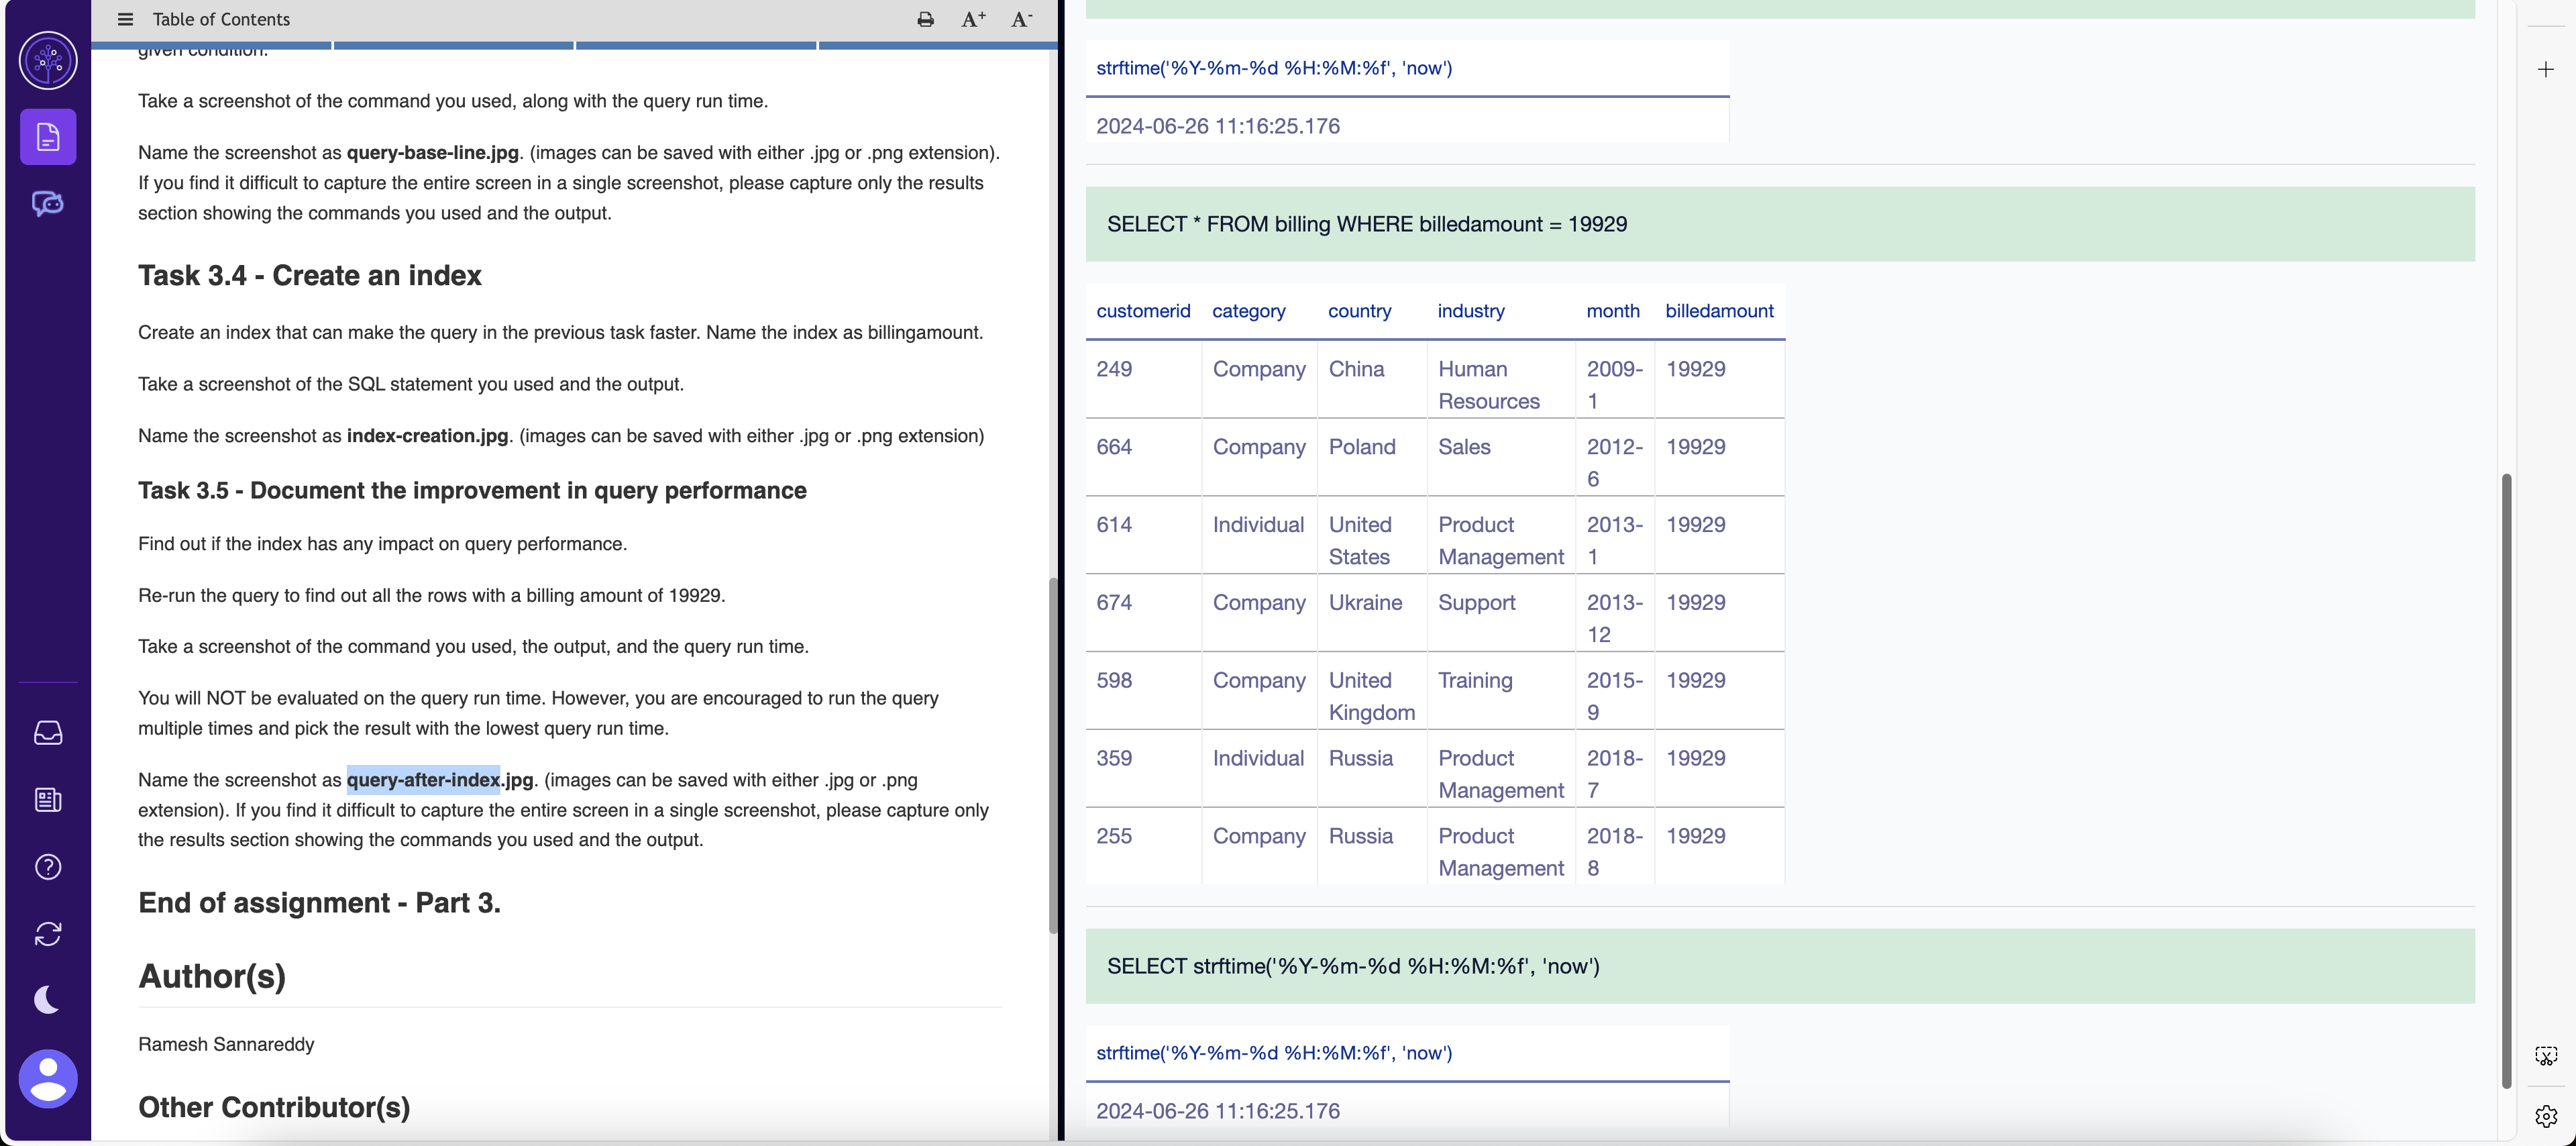 Table of Contents
A+
A-
given condition.
Take a screenshot of the command you used, along with the query run time.
Name the screenshot as query-base-line.jpg. (images can be saved with either .jpg or .png extension).
If you find it difficult to capture the entire screen in a single screenshot, please capture only the results
section showing the commands you used and the output.
Task 3.4 - Create an index
Create an index that can make the query in the previous task faster. Name the index as billingamount.
Take a screenshot of the SQL statement you used and the output.
Name the screenshot as index-creation.jpg. (images can be saved with either .jpg or .png extension)
Task 3.5 - Document the improvement in query performance
Find out if the index has any impact on query performance.
Re-run the query to find out all the rows with a billing amount of 19929.
Take a screenshot of the command you used, the output, and the query run time.
You will NOT be evaluated on the query run time. However, you are encouraged to run the query
multiple times and pick the result with the lowest query run time.
Name the screenshot as query-after-index.jpg. (images can be saved with either .jpg or .png
extension). If you find it difficult to capture the entire screen in a single screenshot, please capture only
the results section showing the commands you used and the output.
End of assignment - Part 3.
Author(s)
Ramesh Sannareddy
Other Contributor(s)
strftime('%Y-%m-%d %H:%M:%f', 'now')
2024-06-26 11:16:25.176
SELECT * FROM billing WHERE billedamount = 19929
customerid category country industry month billedamount
249 Company China Human 2009- 19929
Resources 1
664 Company Poland Sales 2012- 19929
6
614 Individual United Product 2013- 19929
States Management 1
674 Company Ukraine Support 2013- 19929
12
598 Company United Training 2015- 19929
Kingdom 9
359 Individual Russia Product 2018- 19929
Management 7
255 Company Russia Product 2018- 19929
Management 8
SELECT strftime('%Y-%m-%d %H:%M:%f', 'now')
strftime('%Y-%m-%d %H:%M:%f', 'now')
2024-06-26 11:16:25.176